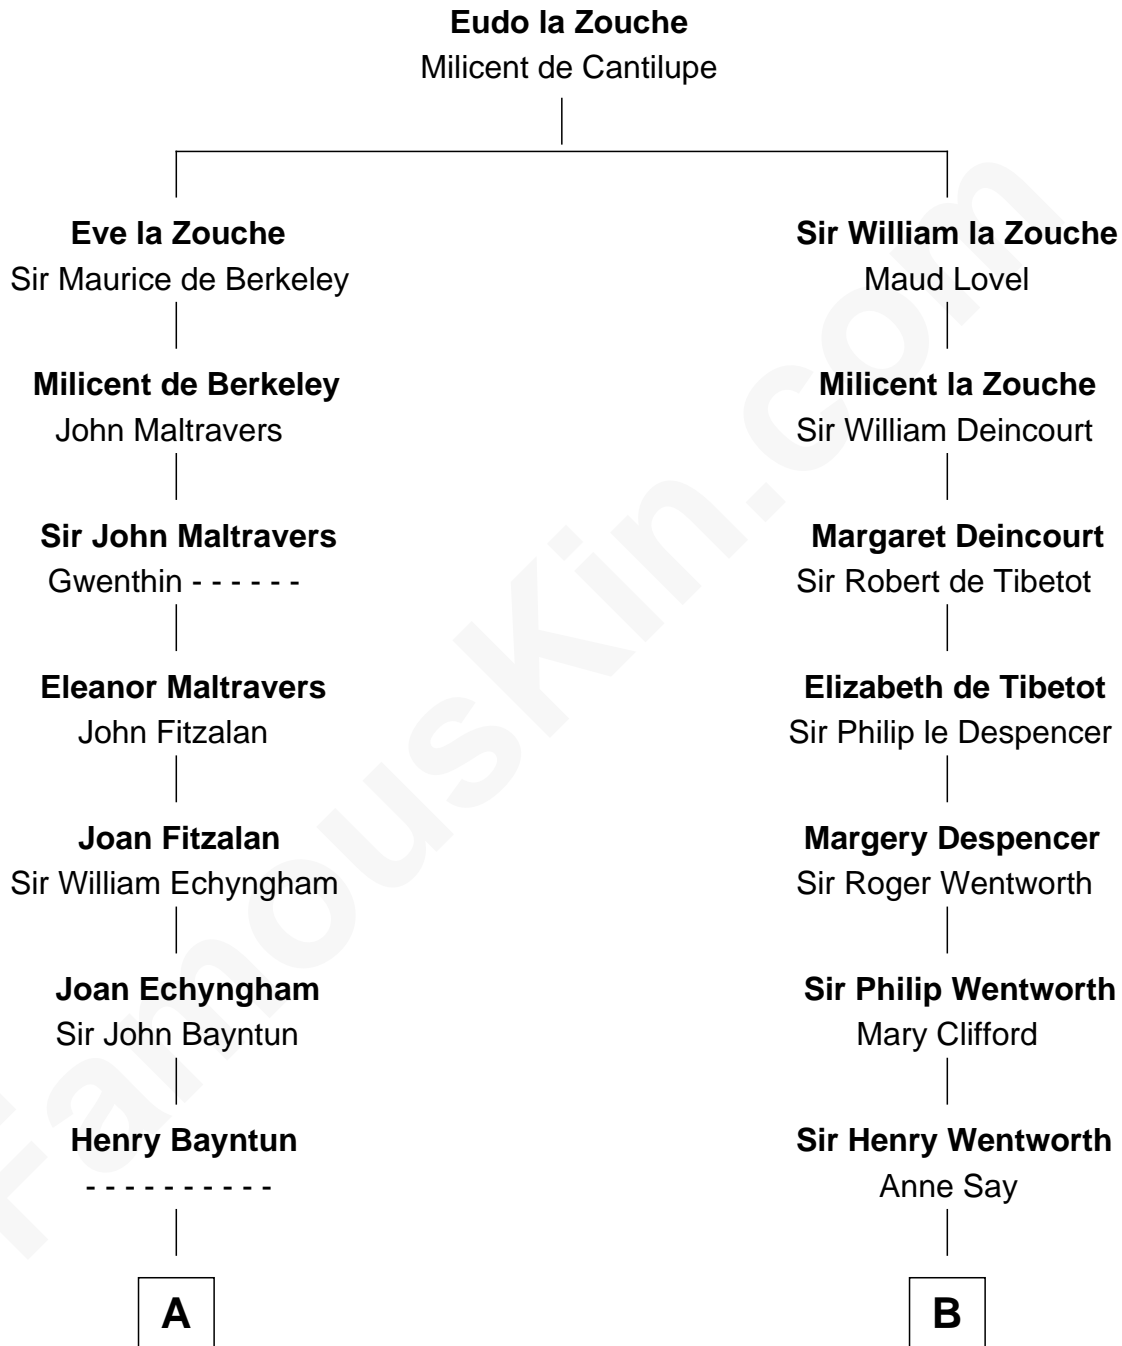 Eudo la Zouche
Milicent de Cantilupe
Eve la Zouche
Sir Maurice de Berkeley
Milicent de Berkeley
John Maltravers
Sir John Maltravers
Gwenthin - - - - - -
Eleanor Maltravers
John Fitzalan
Joan Fitzalan
Sir William Echyngham
Joan Echyngham
Sir John Bayntun
Henry Bayntun
- - - - - - - - - -
A
Sir William la Zouche
Maud Lovel
Milicent la Zouche
Sir William Deincourt
Margaret Deincourt
Sir Robert de Tibetot
Elizabeth de Tibetot
Sir Philip le Despencer
Margery Despencer
Sir Roger Wentworth
Sir Philip Wentworth
Mary Clifford
Sir Henry Wentworth
Anne Say
B
FamousKin.com